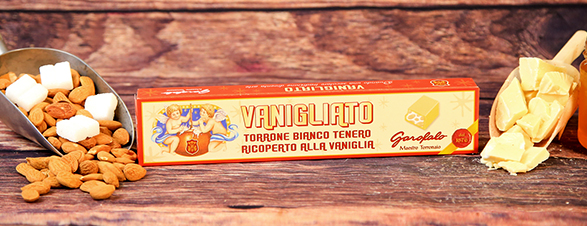 VANIGLIATO
TORRONE BIANCO TENERO
RICOPERTO ALLA VANIGLIA
Garofalo
Mastro Torronaio